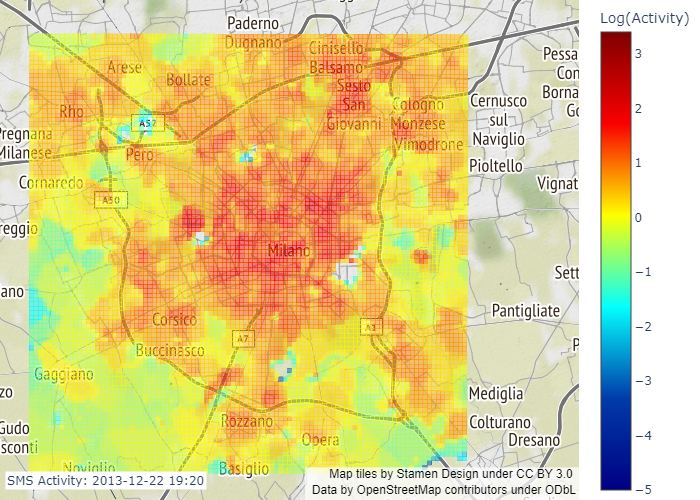 Log(Activity)
Paderno
Dugnano
Cinisello
Balsamo
Arese
Bollate
Sesto
San
Giovanni
Pessa
Con
Borna
Go
Rho
A52
Cologno
Monzese
Vimodrone
Cernusco
sul
Naviglio
Pregnana
Milanese
Pero
Pioltello
Cornaredo
Vignat
A50
reggio
Milano
Sett
ano
Pantigliate
Corsico
A7
A1
P
Buccinasco
Gaggiano
zo
Mediglia
Rozzano
Colturano
Gudo
Dresano
sconti
Opera
Noviglio
Basiglio
SMS Activity: 2013-12-22 19:20
Map tiles by Stamen Design under CC BY 3.0
Data by OpenStreetMap contributors under ODbL
3
2
1
0
−1
−2
−3
−4
−5